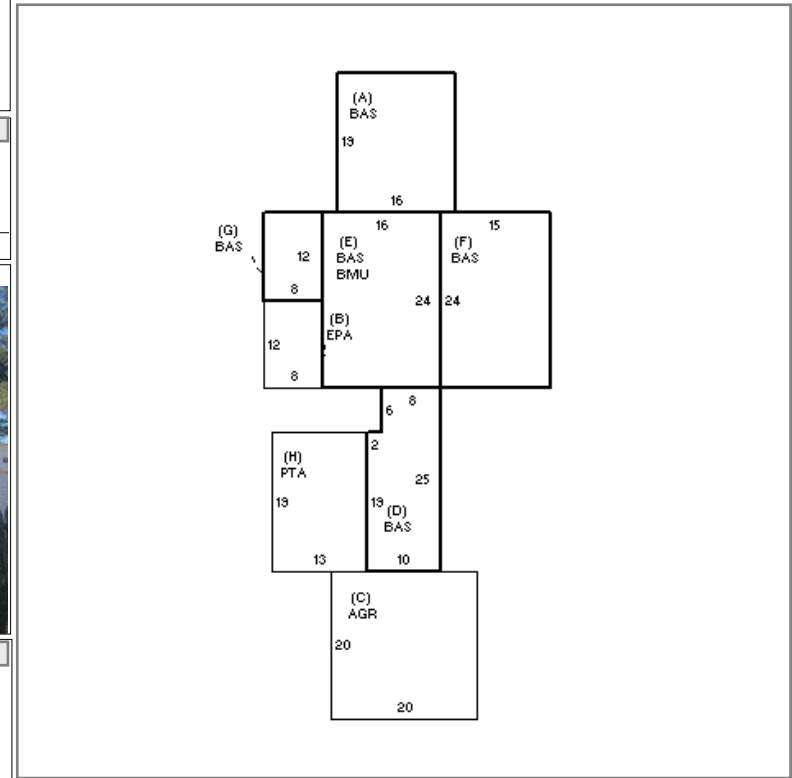 (A)
BAS
19
16
(G)
BAS
12
8
16
(E)
BAS
BMU
24
15
(F)
BAS
24
(B)
EPA
12
8
8
6
2
25
(H)
PTA
19
13
19
(D)
BAS
10
(C)
AGR
20
20